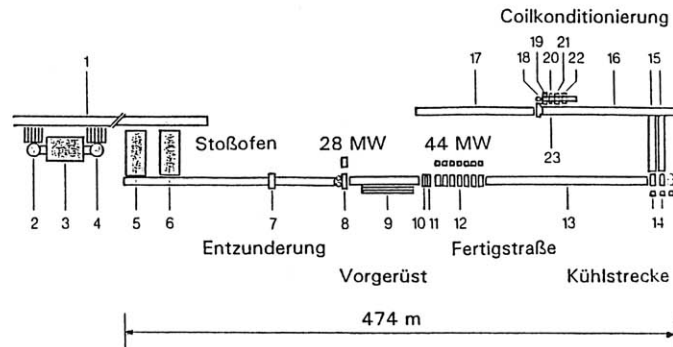 Coilkonditionierung
17 18 19 20 21 22 16 15
1
Stoßofen 28 MW 44 MW 23
2 3 4 5 6 7 8 9 10 11 12 13 14
Entzunderung Fertigstraße
Vorgerüst Kühlstrecke
474 m